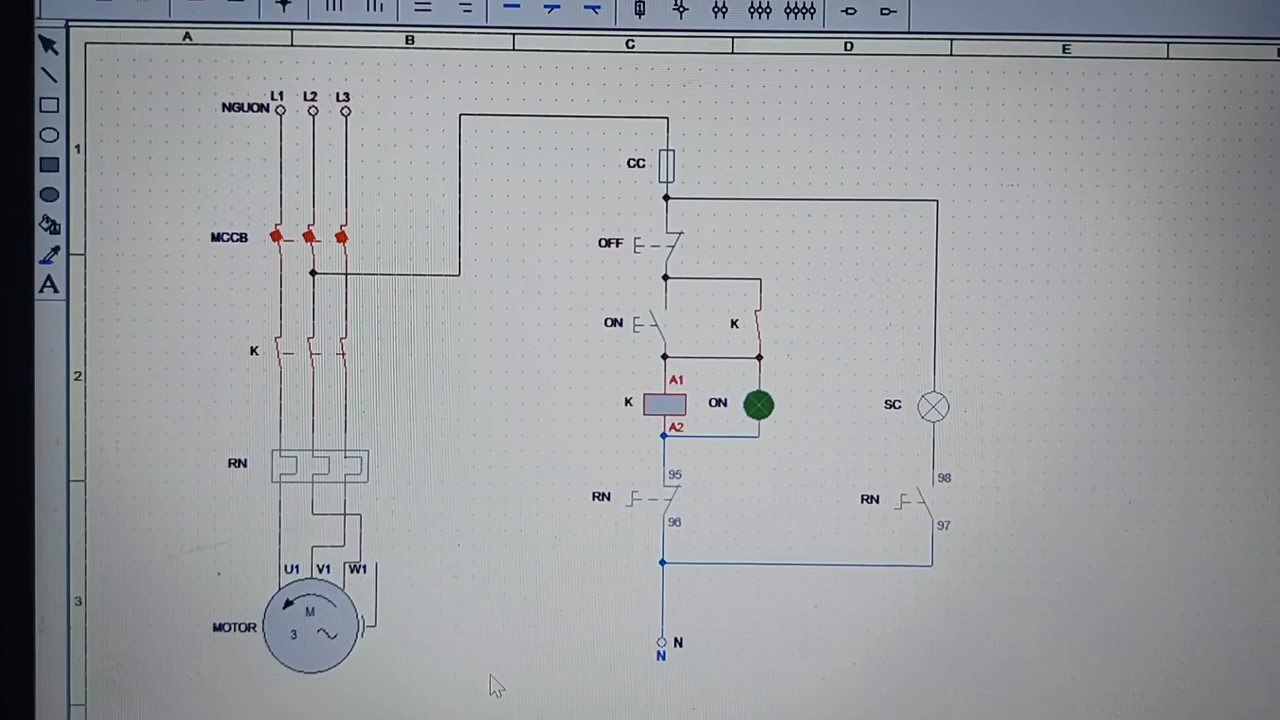 A B C D E
1
2
3
A
L1 L2 L3
NGUON
MCCB
K
RN
U1 V1 W1
M
3
MOTOR
CC
OFF
ON K
A1
K ON SC
A2
95 98
RN RN
96 97
N
N